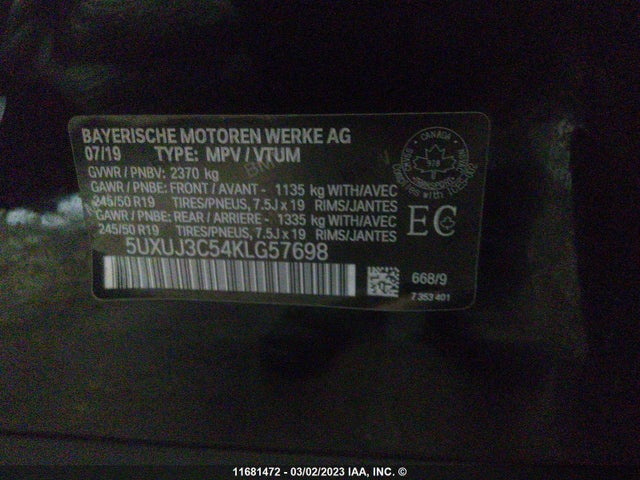 BAYERISCHE MOTOREN WERKE AG
07/19 TYPE: MPV / VTUM
GVWR / PNBV: 2370 kg
GAWR / PNBE: FRONT / AVANT - 1135 kg WITH/AVEC
245/50 R19 TIRES/PNEUS, 7.5J x 19 RIMS/JANTES
GAWR / PNBE: REAR / ARRIERE - 1335 kg WITH/AVEC
245/50 R19 TIRES/PNEUS, 7.5J x 19 RIMS/JANTES
5UXUJ3C54KLG57698
CANADA
EC
668/9
7 353 401
11681472 - 03/02/2023 IAA, INC. ©